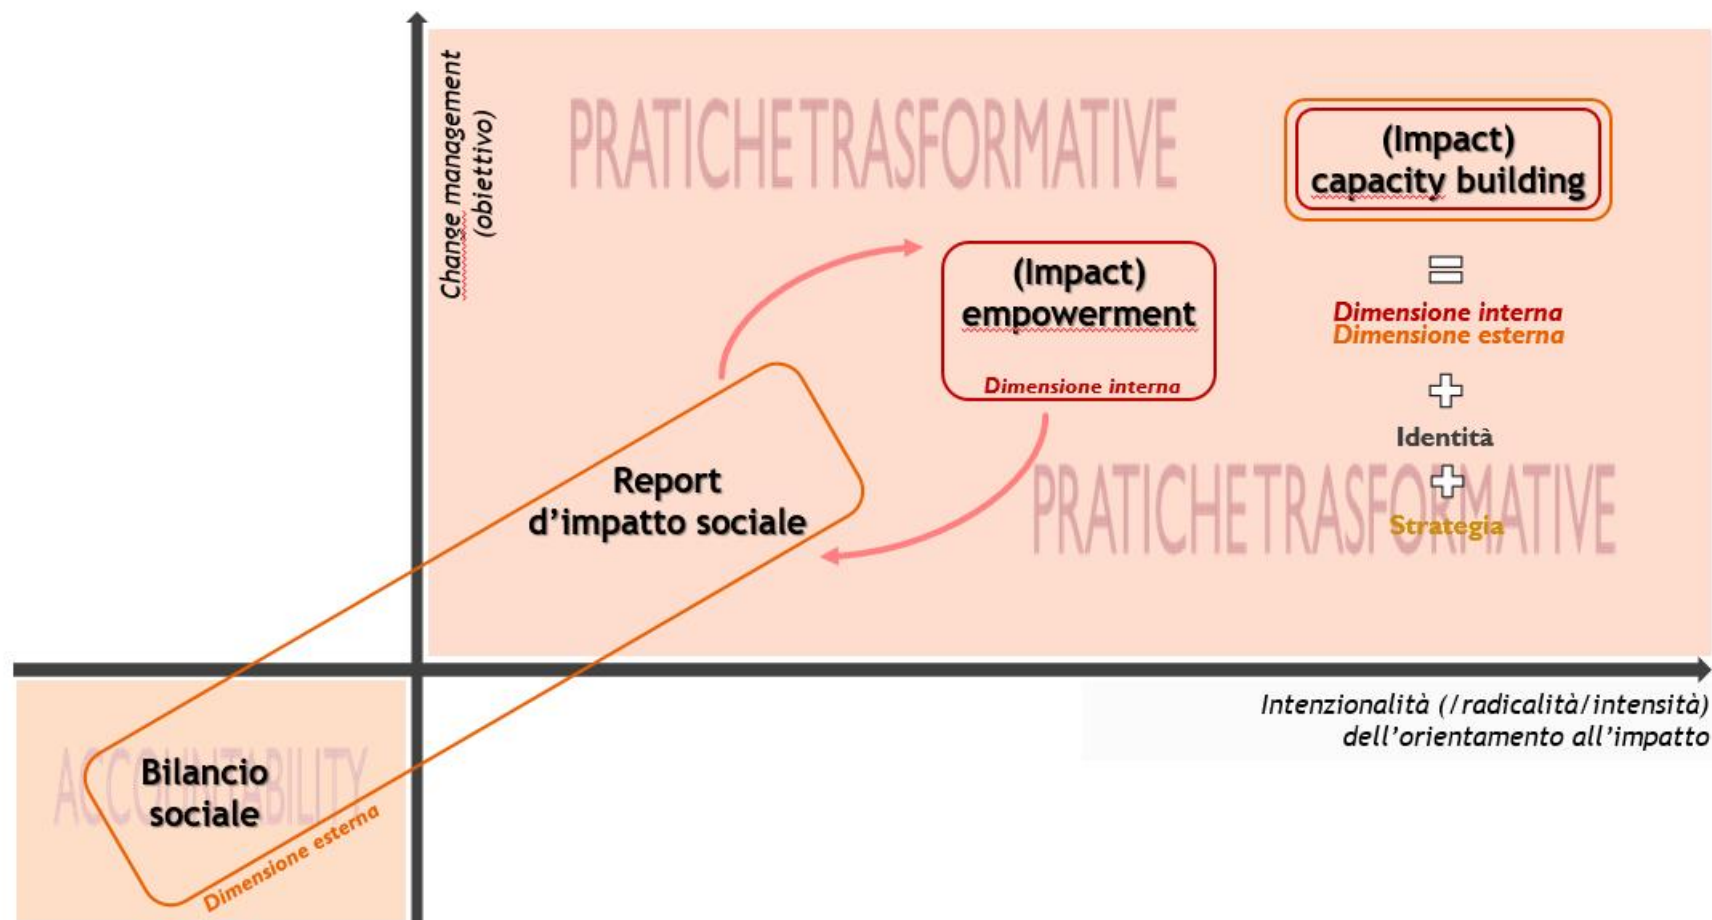 Change management
(obiettivo)
PRATICHE TRASFORMATIVE
(Impact)
capacity building
(Impact)
empowerment
Dimensione interna
Dimensione interna
Dimensione esterna
Identità
Strategia
PRATICHE TRASFORMATIVE
Report
d’impatto sociale
Intenzionalità (/radicalità/intensità)
dell’orientamento all’impatto
ACCOUNTABILITY
Bilancio
sociale
Dimensione esterna